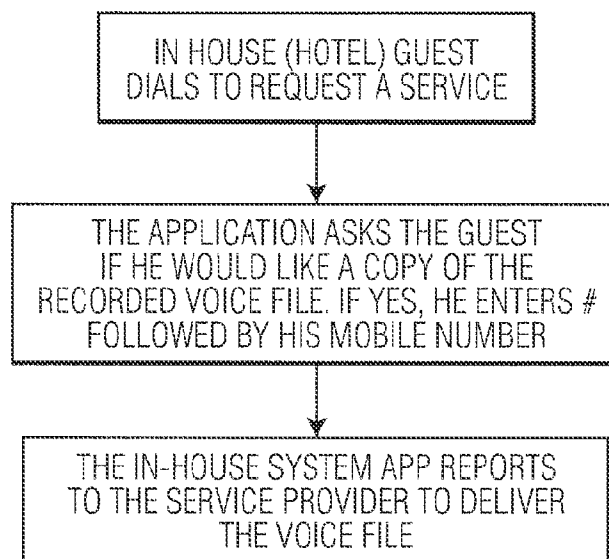 IN HOUSE (HOTEL) GUEST
DIALS TO REQUEST A SERVICE
THE APPLICATION ASKS THE GUEST
IF HE WOULD LIKE A COPY OF THE
RECORDED VOICE FILE. IF YES, HE ENTERS #
FOLLOWED BY HIS MOBILE NUMBER
THE IN-HOUSE SYSTEM APP REPORTS
TO THE SERVICE PROVIDER TO DELIVER
THE VOICE FILE